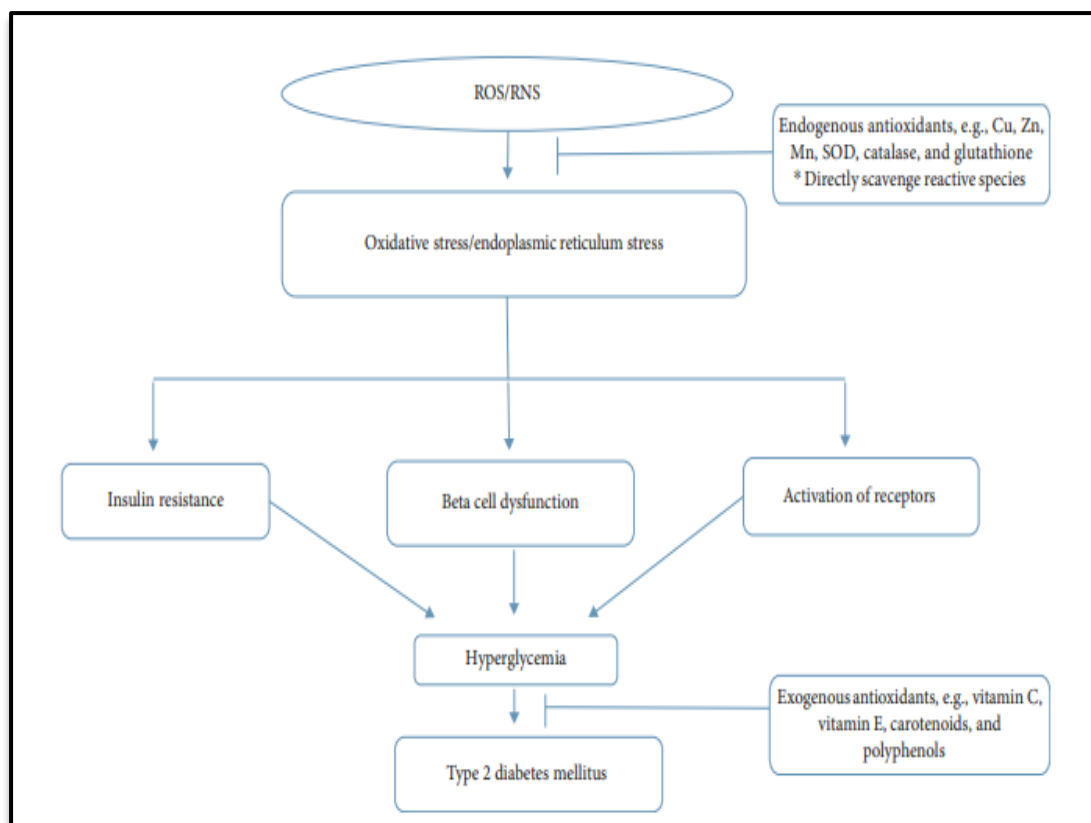 ROS/RNS
Endogenous antioxidants, e.g., Cu, Zn,
Mn, SOD, catalase, and glutathione
* Directly scavenge reactive species
Oxidative stress/endoplasmic reticulum stress
Insulin resistance
Beta cell dysfunction
Activation of receptors
Hyperglycemia
Exogenous antioxidants, e.g., vitamin C,
vitamin E, carotenoids, and
polyphenols
Type 2 diabetes mellitus